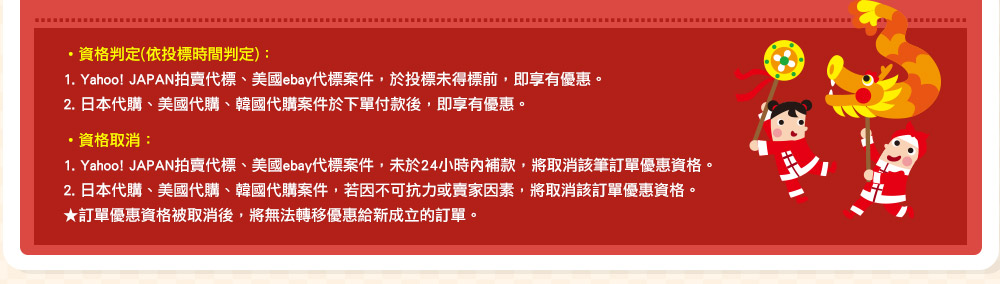 ・資格判定(依投標時間判定)：
1. Yahoo! JAPAN拍賣代標、美國ebay代標案件，於投標未得標前，即享有優惠。
2. 日本代購、美國代購、韓國代購案件於下單付款後，即享有優惠。
・資格取消：
1. Yahoo! JAPAN拍賣代標、美國ebay代標案件，未於24小時內補款，將取消該筆訂單優惠資格。
2. 日本代購、美國代購、韓國代購案件，若因不可抗力或賣家因素，將取消該訂單優惠資格。
★訂單優惠資格被取消後，將無法轉移優惠給新成立的訂單。